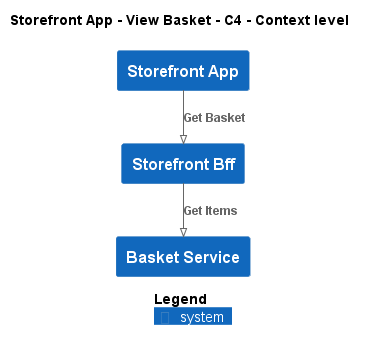 Storefront App - View Basket - C4 - Context level
Storefront App
Get Basket
Storefront Bff
Get Items
Basket Service
Legend
system